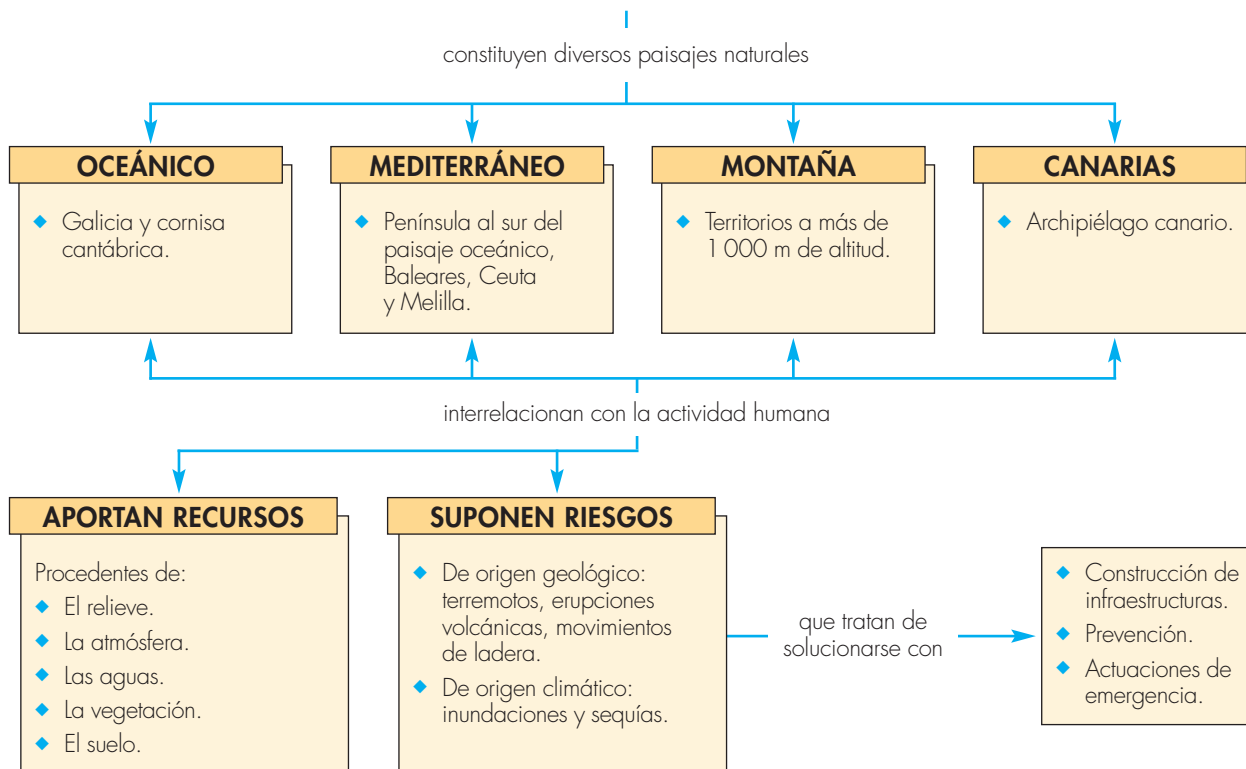 constituyen diversos paisajes naturales
OCEÁNICO
◆ Galicia y cornisa
cantábrica.
MEDITERRÁNEO
◆ Península al sur del
paisaje oceánico,
Baleares, Ceuta
y Melilla.
MONTAÑA
◆ Territorios a más de
1 000 m de altitud.
CANARIAS
◆ Archipiélago canario.
interrelacionan con la actividad humana
APORTAN RECURSOS
Procedentes de:
◆ El relieve.
◆ La atmósfera.
◆ Las aguas.
◆ La vegetación.
◆ El suelo.
SUPONEN RIESGOS
◆ De origen geológico:
terremotos, erupciones
volcánicas, movimientos
de ladera.
◆ De origen climático:
inundaciones y sequías.
que tratan de
solucionarse con
◆ Construcción de
infraestructuras.
◆ Prevención.
◆ Actuaciones de
emergencia.